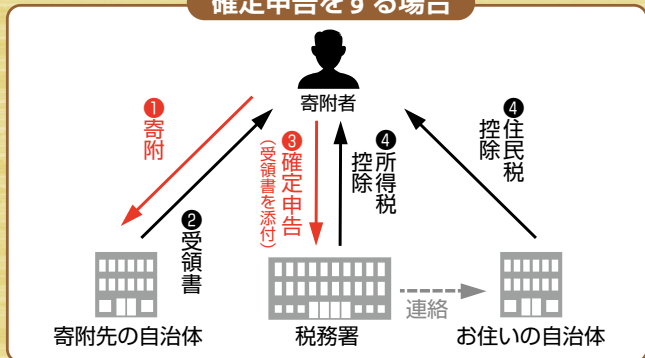 確定申告をする場合
寄附者
❶寄附
❷受領書
❸確定申告
(受領書を添付)
❹所得税
控除
❹住民税
控除
連絡
寄附先の自治体
税務署
お住いの自治体